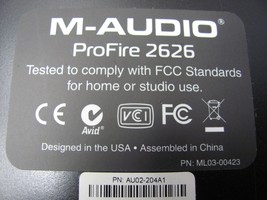 M-AUDIO®
ProFire 2626
Tested to comply with FCC Standards
for home or studio use.
CE Avid VCI FC
Designed in the USA • Assembled in China
PN: ML03-00423
PN: AU02-204A1